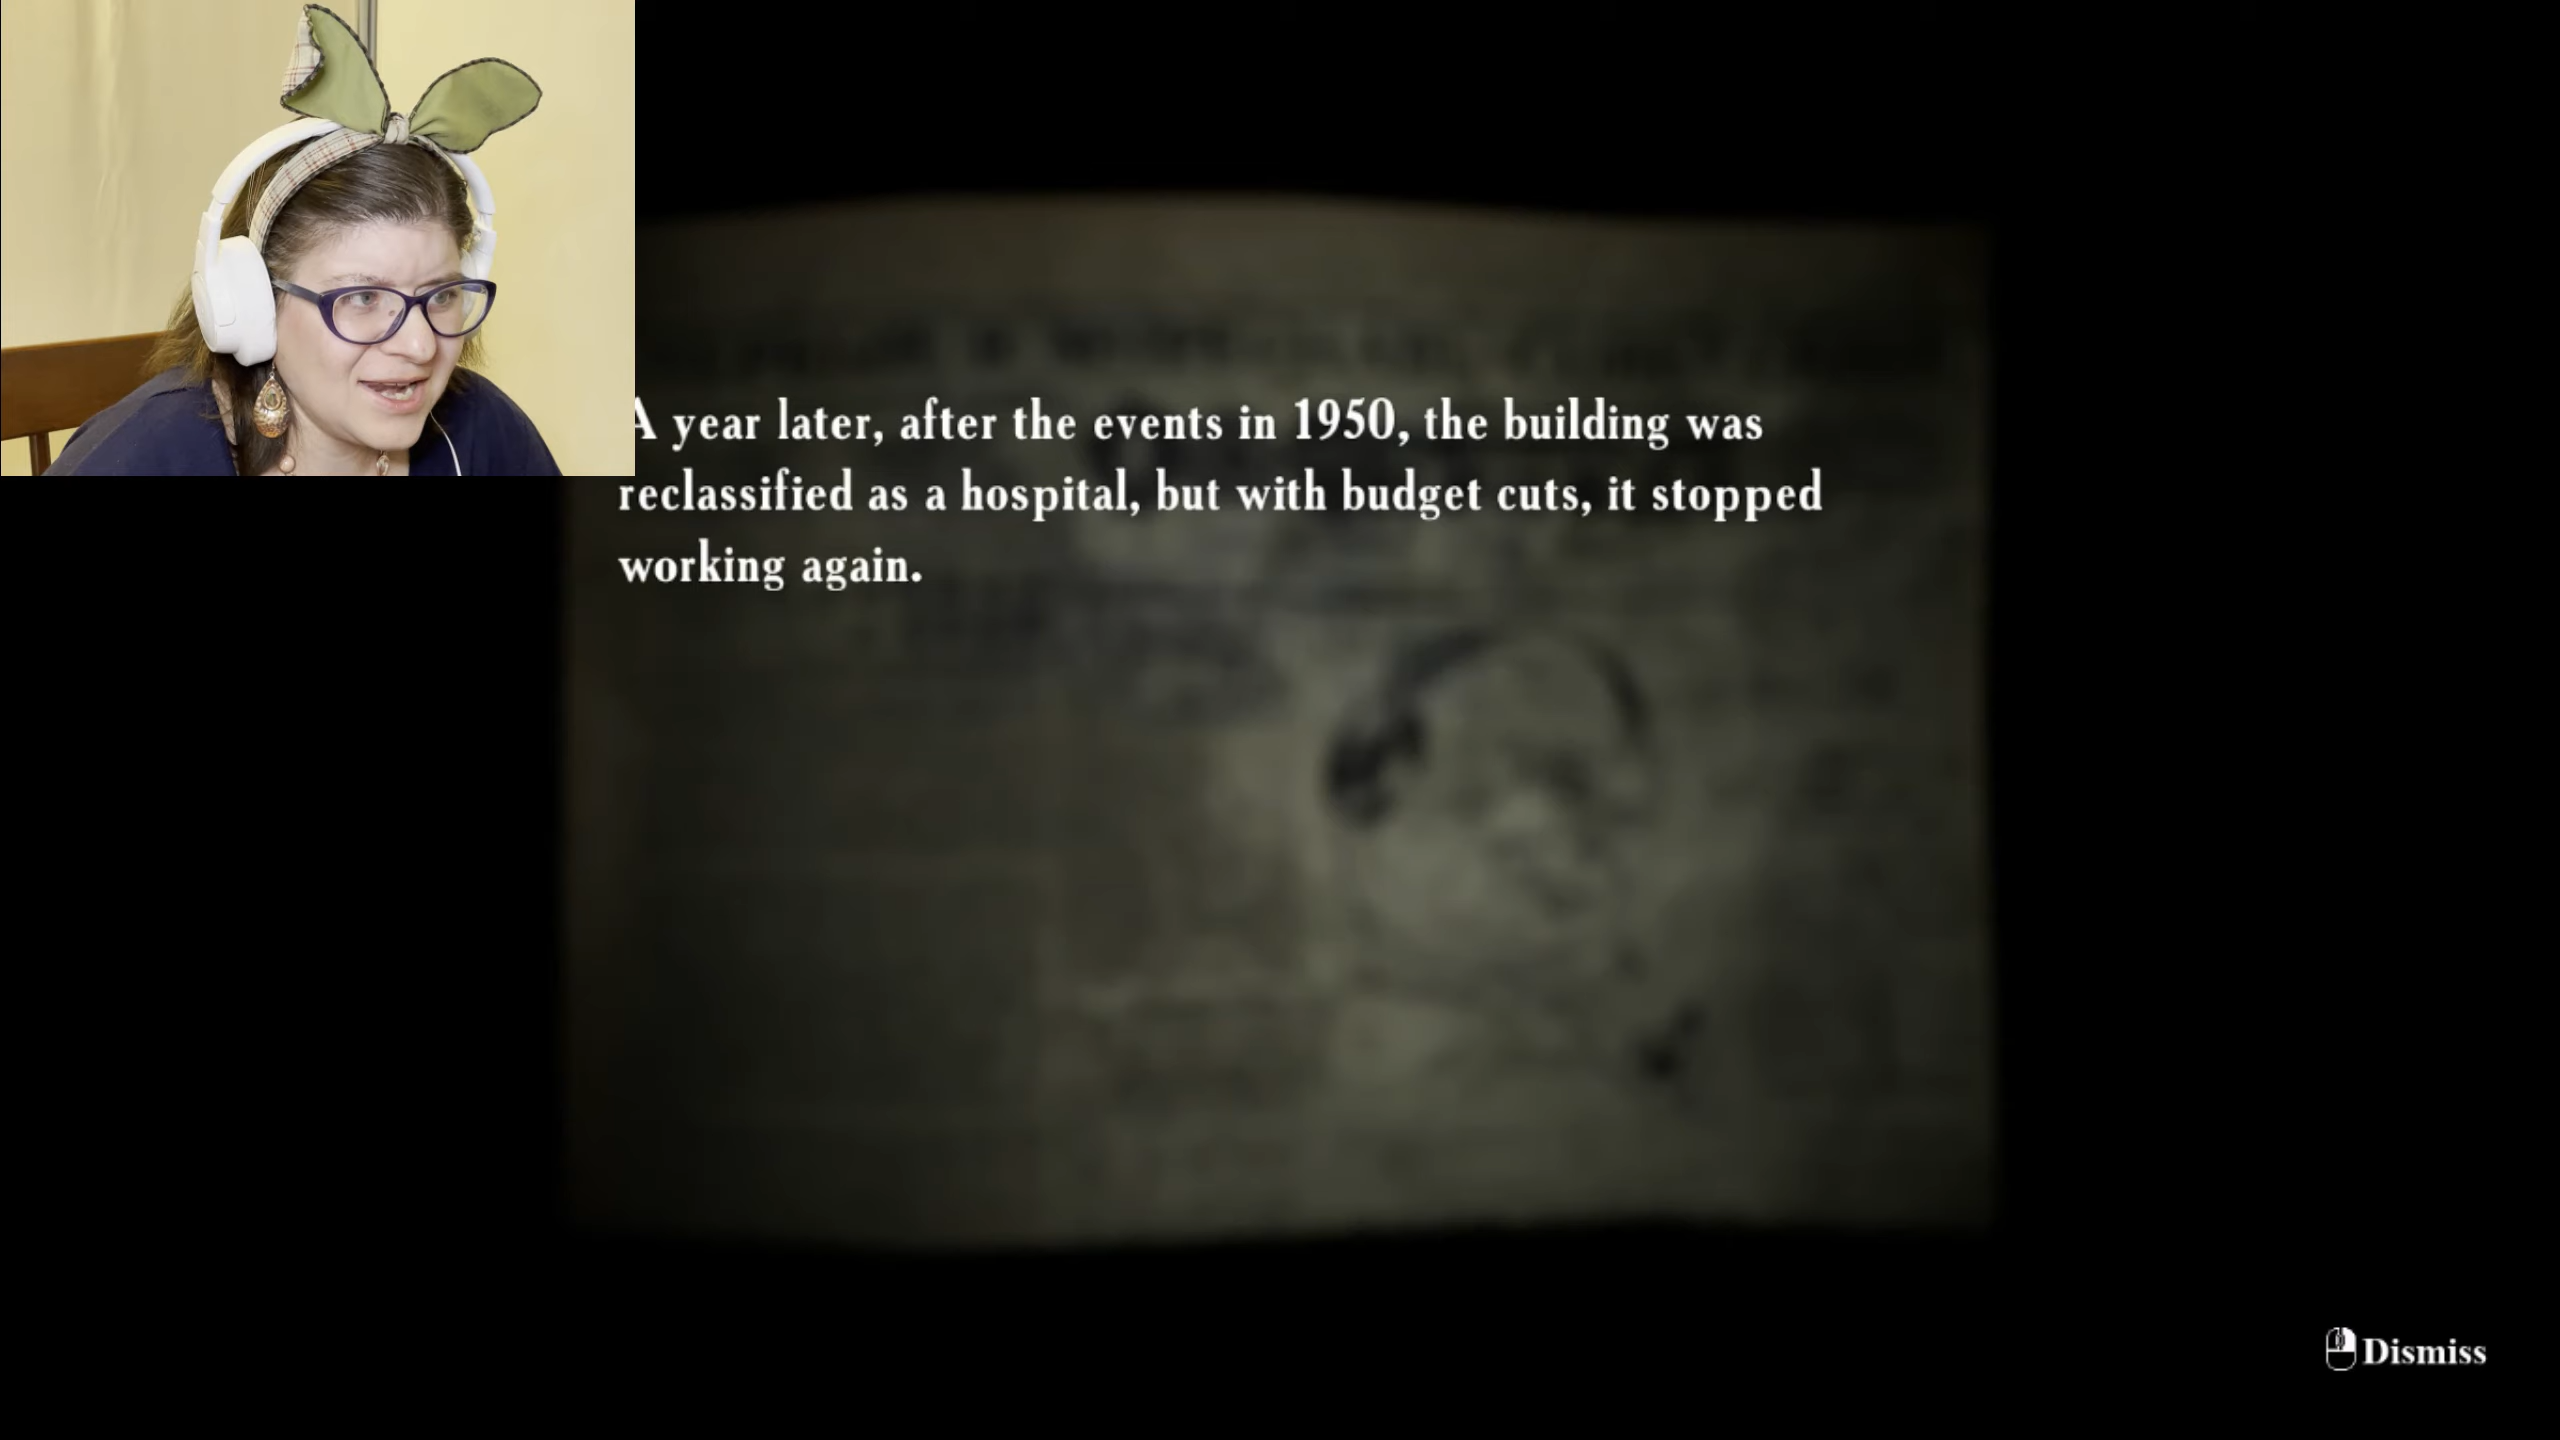 A year later, after the events in 1950, the building was
reclassified as a hospital, but with budget cuts, it stopped
working again.
Dismiss